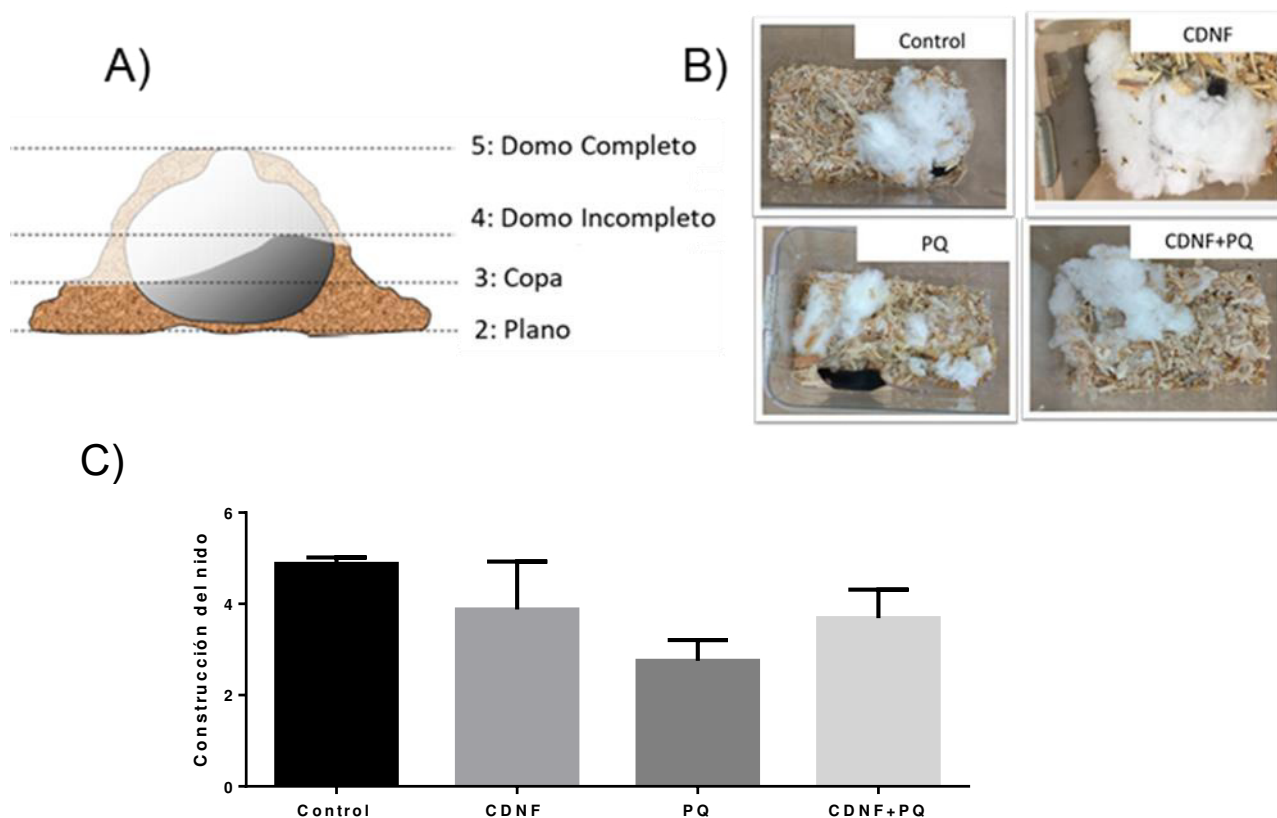 A)
5: Domo Completo
4: Domo Incompleto
3: Copa
2: Plano
B)
Control
CDNF
PQ
CDNF+PQ
C)
Construcción del nido
6
4
2
0
Control
CDNF
PQ
CDNF+PQ